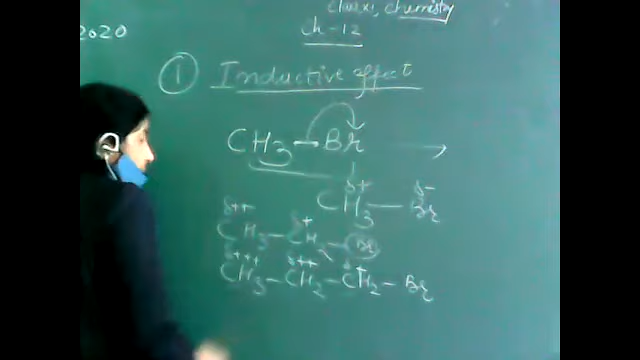 2020
Class XI, Chemistry
Ch-12
① Inductive effect
CH3 — Br →
δ+ δ-
CH3 — Br
δ++ δ+
CH3 — CH2 — Br
δ+++ δ++ δ+
CH3 — CH2 — CH2 — Br